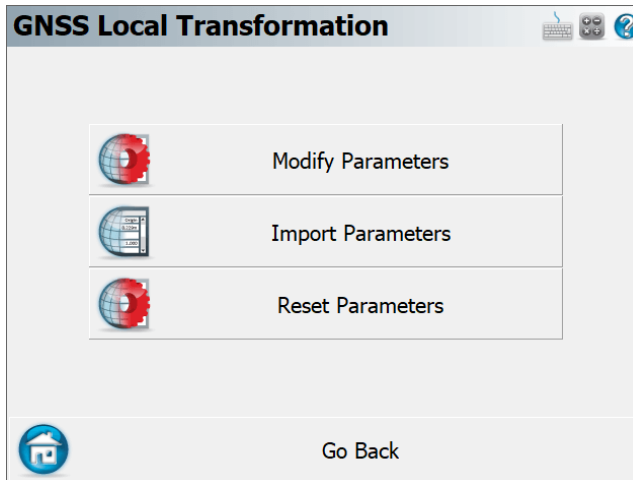 GNSS Local Transformation
Modify Parameters
Import Parameters
Reset Parameters
Go Back